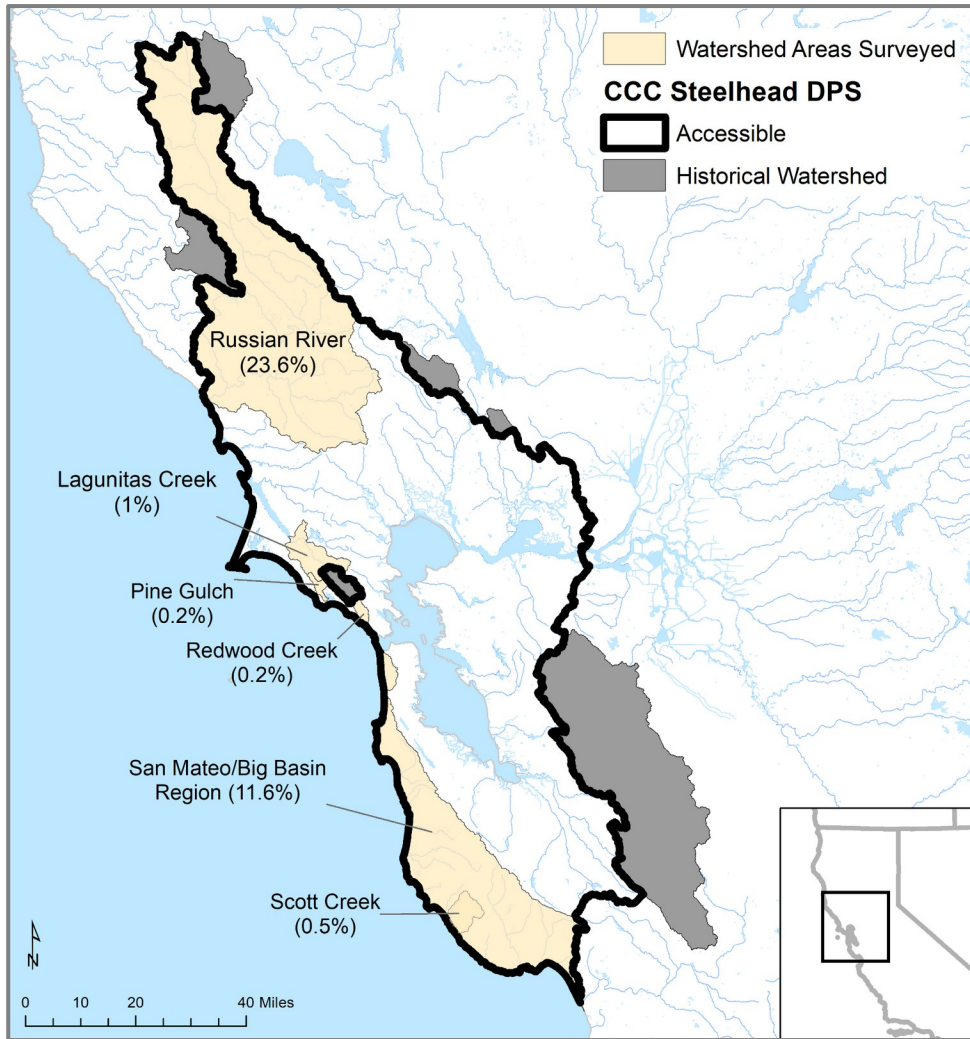 Watershed Areas Surveyed
CCC Steelhead DPS
Accessible
Historical Watershed
Russian River
(23.6%)
Lagunitas Creek
(1%)
Pine Gulch
(0.2%)
Redwood Creek
(0.2%)
San Mateo/Big Basin
Region (11.6%)
Scott Creek
(0.5%)
N
0 10 20 40 Miles